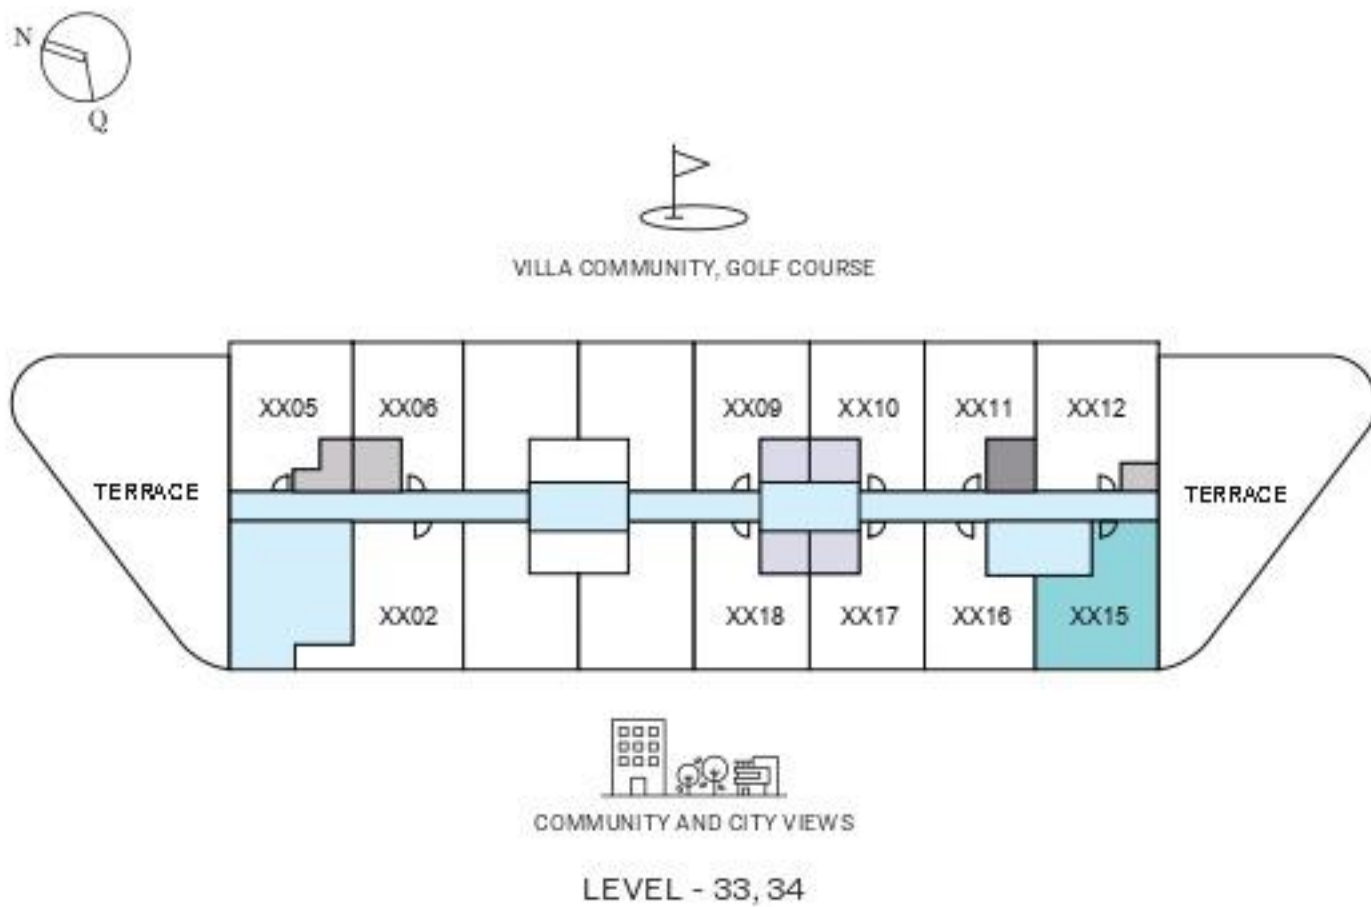 N
Q
VILLA COMMUNITY, GOLF COURSE
XX05 XX06 XX09 XX10 XX11 XX12
TERRACE TERRACE
XX02 XX18 XX17 XX16 XX15
COMMUNITY AND CITY VIEWS
LEVEL - 33, 34